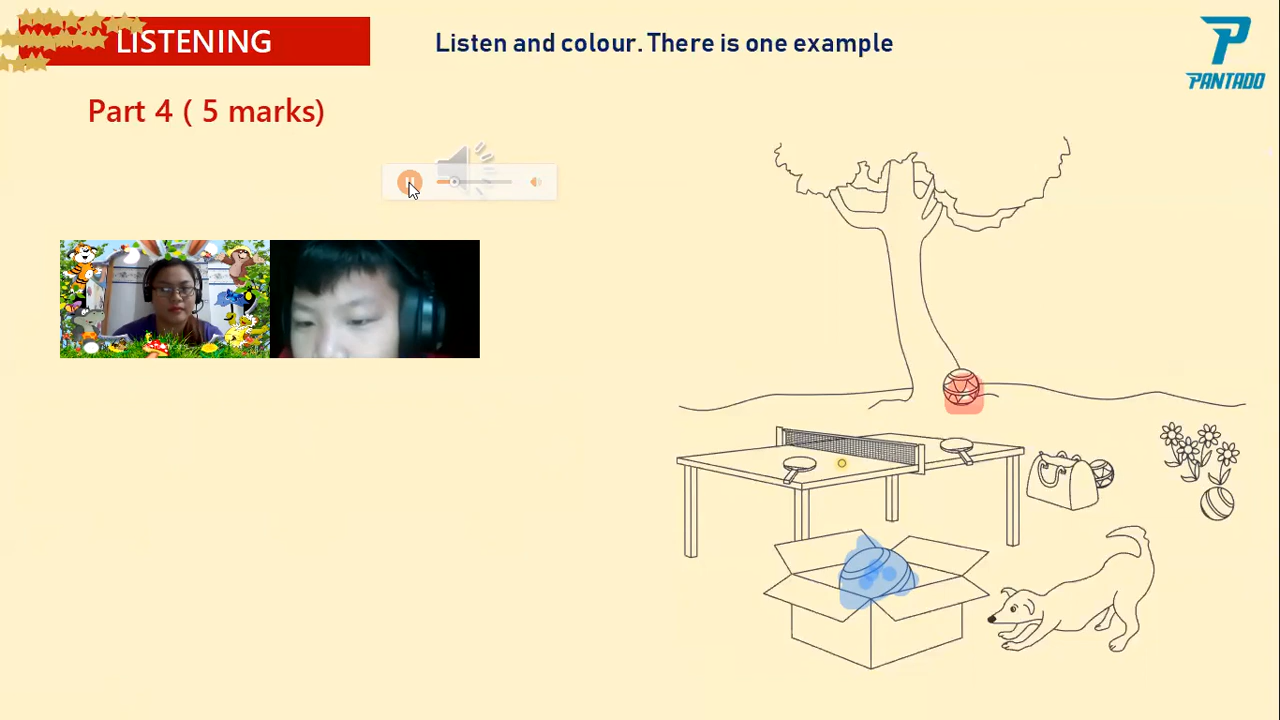 LISTENING
Listen and colour. There is one example
PANTADO
Part 4 ( 5 marks)